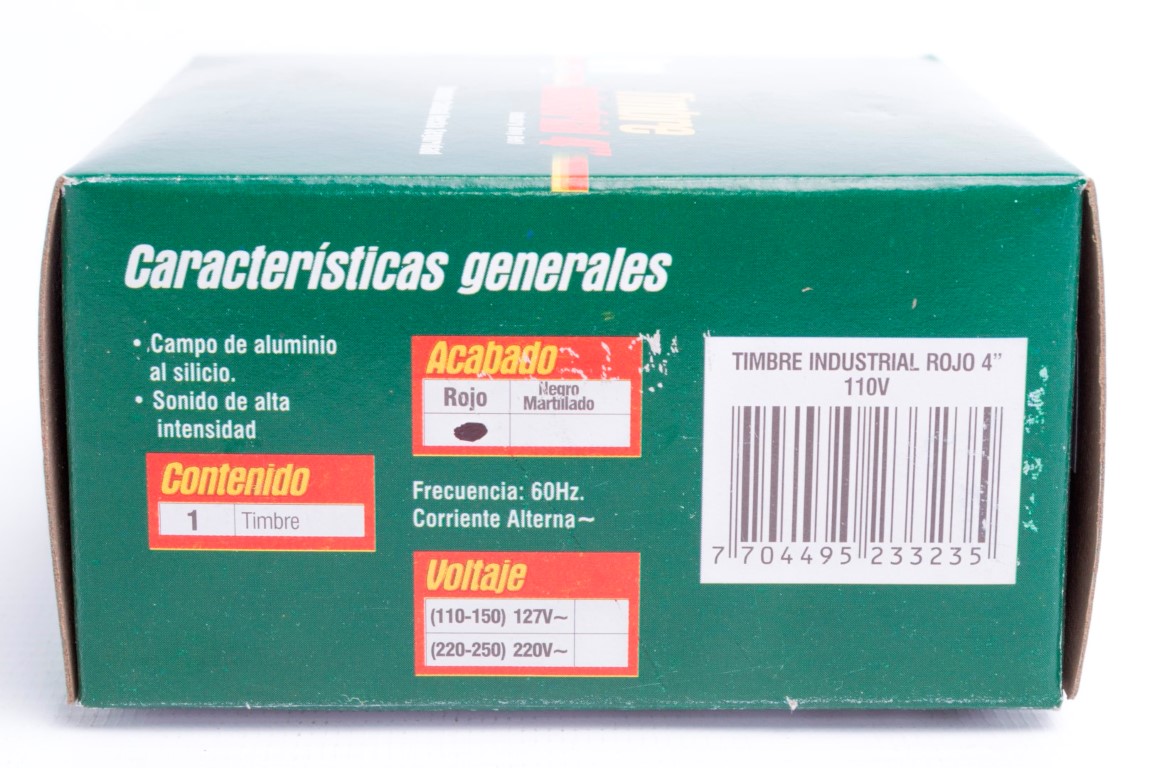 Timbre
Características generales
• Campo de aluminio
al silicio.
• Sonido de alta
intensidad
Contenido
1 Timbre
Acabado
Rojo Negro
Martillado
Frecuencia: 60Hz.
Corriente Alterna~
Voltaje
(110-150) 127V~
(220-250) 220V~
TIMBRE INDUSTRIAL ROJO 4”
110V
7 704495 233235